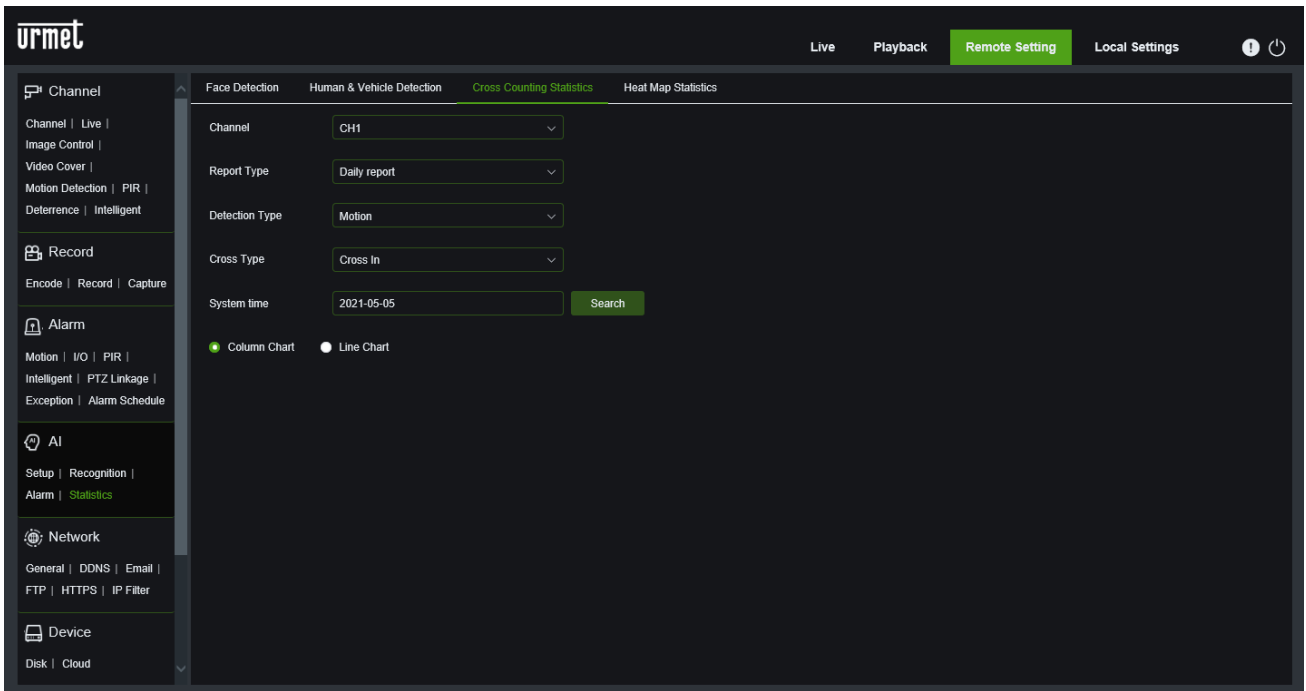 urmet
Live Playback Remote Setting Local Settings
Channel
Channel | Live |
Image Control |
Video Cover |
Motion Detection | PIR |
Deterrence | Intelligent
Record
Encode | Record | Capture
Alarm
Motion | I/O | PIR |
Intelligent | PTZ Linkage |
Exception | Alarm Schedule
AI
Setup | Recognition |
Alarm | Statistics
Network
General | DDNS | Email |
FTP | HTTPS | IP Filter
Device
Disk | Cloud
Face Detection Human & Vehicle Detection Cross Counting Statistics Heat Map Statistics
Channel CH1
Report Type Daily report
Detection Type Motion
Cross Type Cross In
System time 2021-05-05 Search
Column Chart Line Chart